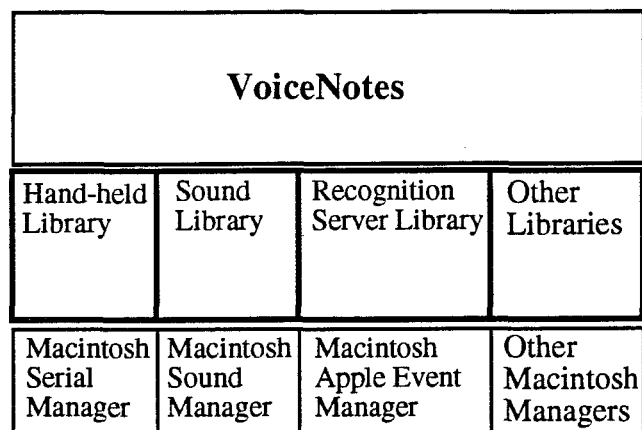 VoiceNotes
Hand-held
Library
Sound
Library
Recognition
Server Library
Other
Libraries
Macintosh
Serial
Manager
Macintosh
Sound
Manager
Macintosh
Apple Event
Manager
Other
Macintosh
Managers